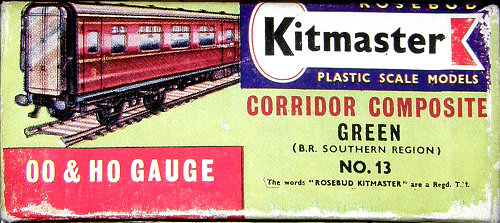 ROSEBUD
Kitmaster
PLASTIC SCALE MODELS
CORRIDOR COMPOSITE
GREEN
(B.R. SOUTHERN REGION)
NO. 13
The words "ROSEBUD KITMASTER" are a Regd. T.M.
OO & HO GAUGE